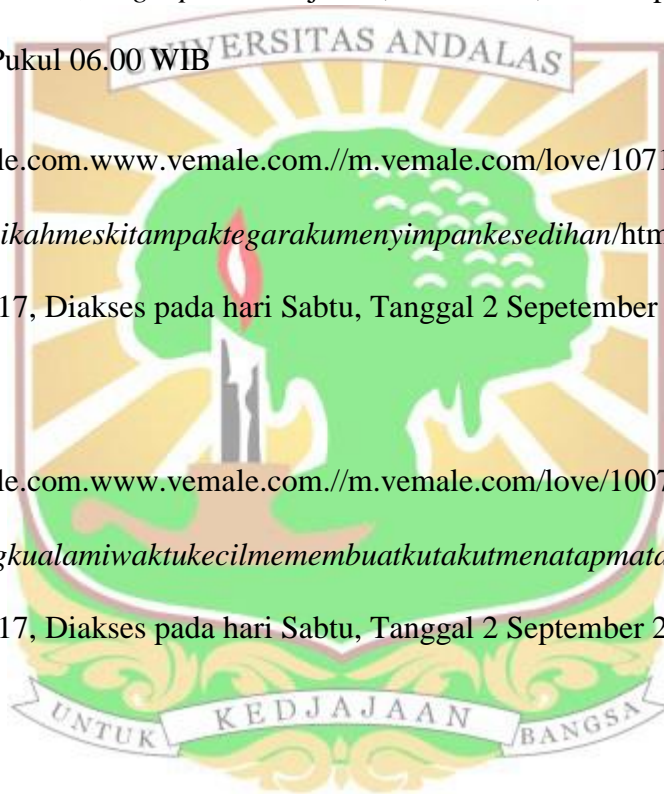 Pukul 06.00 WIB
UNIVERSITAS ANDALAS
le.com.www.vemale.com.//m.vemale.com/love/1071
ikahmeskitampaktegarakumenyimpankesedihan/htm
17, Diakses pada hari Sabtu, Tanggal 2 Sepetember
le.com.www.vemale.com.//m.vemale.com/love/1007
gkualamiwaktukecilmemembuatkutakutmenatapmata
17, Diakses pada hari Sabtu, Tanggal 2 September 2
UNTUK KEDJAJAAN BANGSA